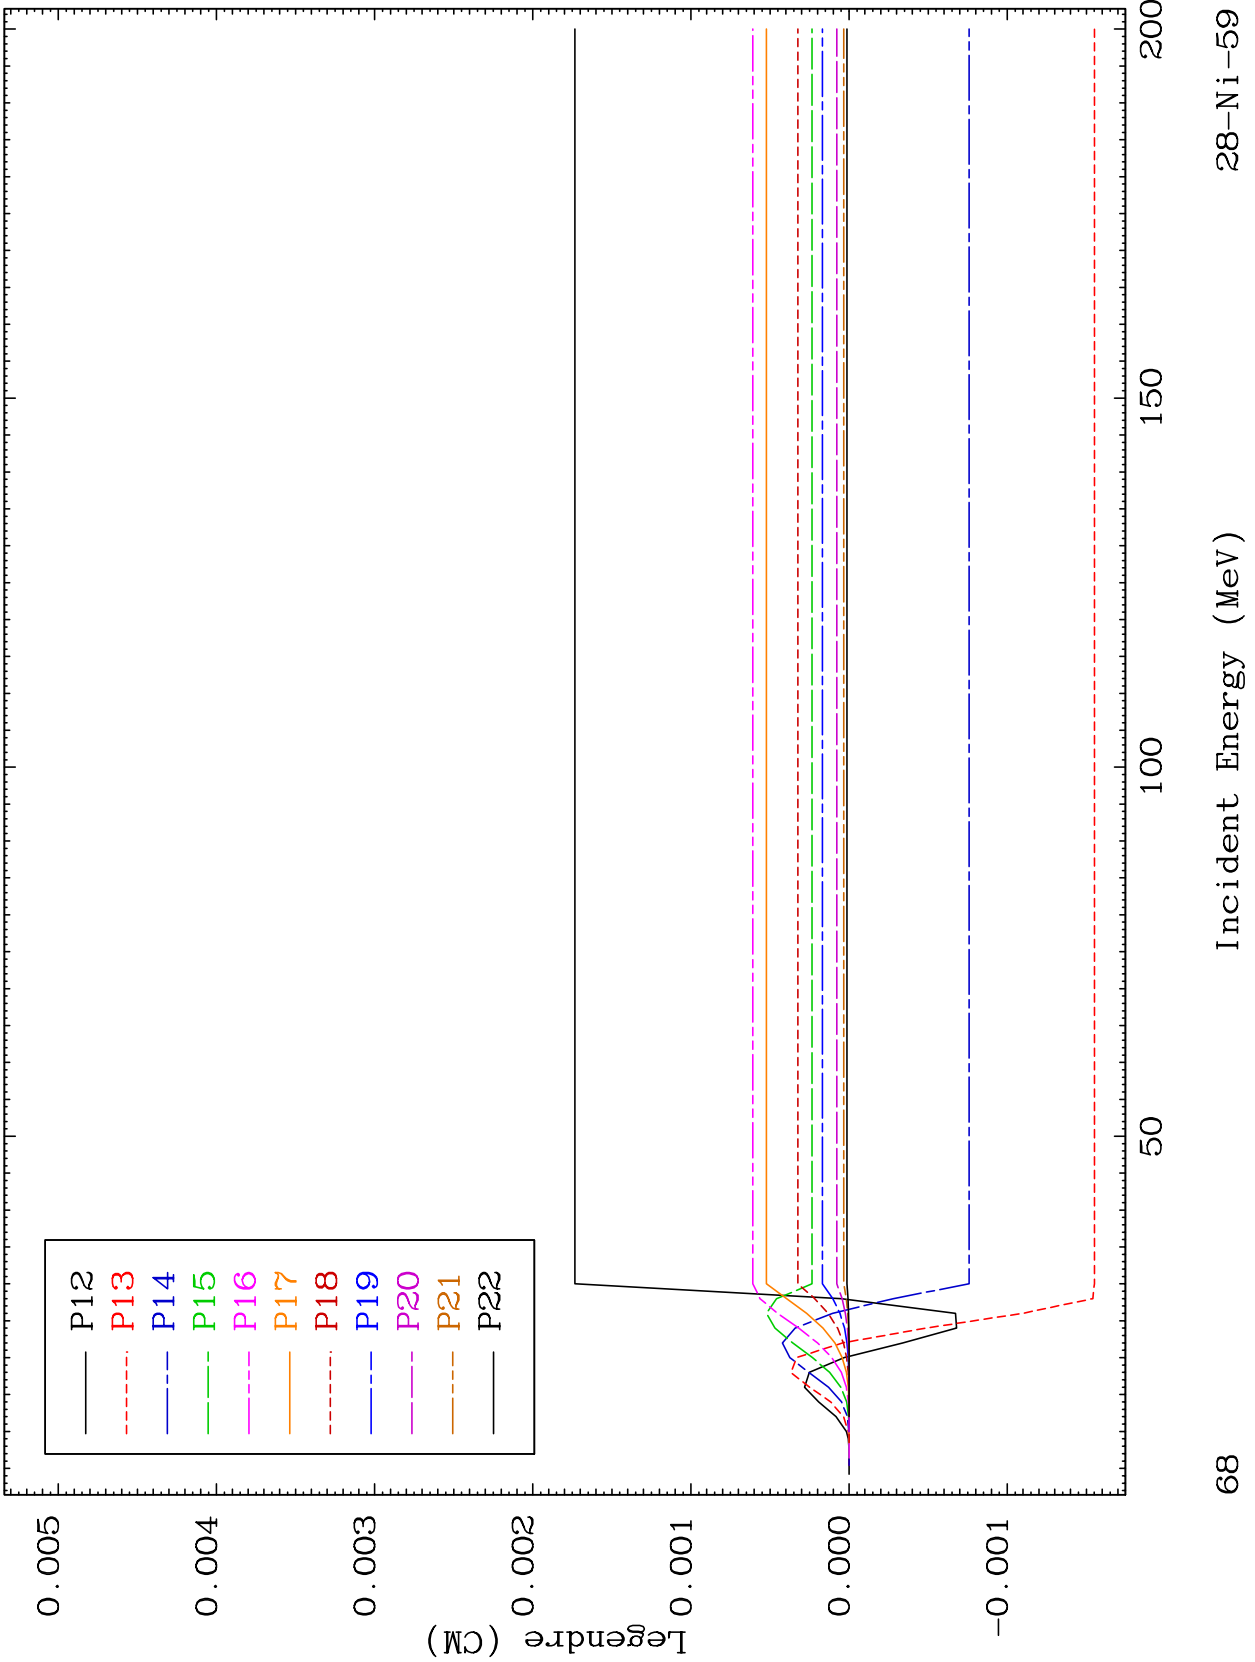 P12
P13
P14
P15
P16
P17
P18
P19
P20
P21
P22
0.005
0.004
0.003
0.002
0.001
0.000
-0.001
Legendre (CM)
50
100
150
200
Incident Energy (MeV)
68
28-Ni-59